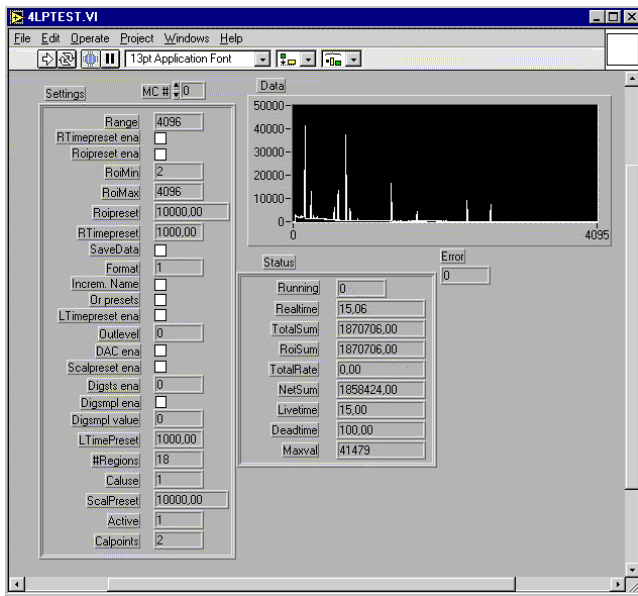 4LPTEST.VI
File Edit Operate Project Windows Help
13pt Application Font
Settings
MC # 0
Range 4096
RTimepreset ena
Roipreset ena
RoiMin 2
RoiMax 4096
Roipreset 10000,00
RTimepreset 1000,00
SaveData
Format 1
Increm. Name
Or presets
LTimepreset ena
Outlevel 0
DAC ena
Scalpreset ena
Digsts ena 0
Digsmpl ena
Digsmpl value 0
LTimePreset 1000,00
#Regions 18
Caluse 1
ScalPreset 10000,00
Active 1
Calpoints 2
Data
50000
40000
30000
20000
10000
0
0 4095
Status
Running 0
Realtime 15,06
TotalSum 1870706,00
RoiSum 1870706,00
TotalRate 0,00
NetSum 1858424,00
Livetime 15,00
Deadtime 100,00
Maxval 41479
Error
0